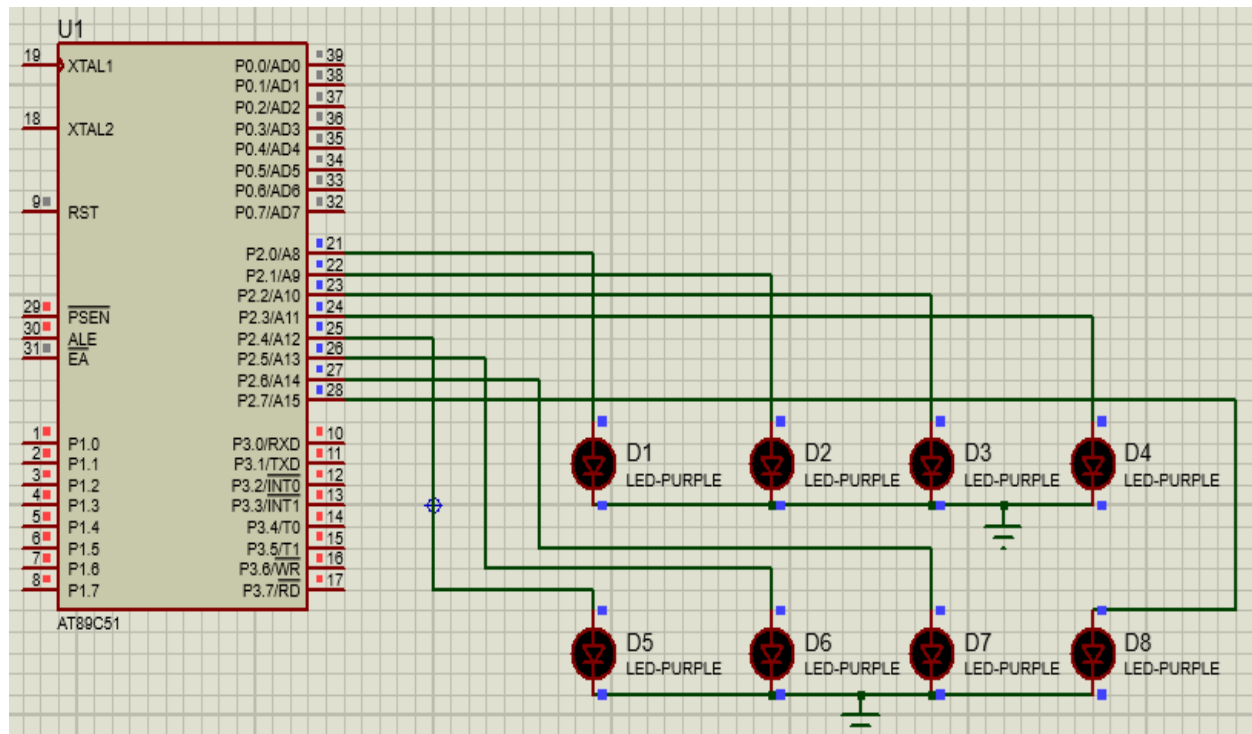 U1
19 XTAL1
18 XTAL2
9 RST
29 PSEN
30 ALE
31 EA
1 P1.0
2 P1.1
3 P1.2
4 P1.3
5 P1.4
6 P1.5
7 P1.6
8 P1.7
P0.0/AD0 39
P0.1/AD1 38
P0.2/AD2 37
P0.3/AD3 36
P0.4/AD4 35
P0.5/AD5 34
P0.6/AD6 33
P0.7/AD7 32
P2.0/A8 21
P2.1/A9 22
P2.2/A10 23
P2.3/A11 24
P2.4/A12 25
P2.5/A13 26
P2.6/A14 27
P2.7/A15 28
P3.0/RXD 10
P3.1/TXD 11
P3.2/INT0 12
P3.3/INT1 13
P3.4/T0 14
P3.5/T1 15
P3.6/WR 16
P3.7/RD 17
AT89C51
D1
LED-PURPLE
D2
LED-PURPLE
D3
LED-PURPLE
D4
LED-PURPLE
D5
LED-PURPLE
D6
LED-PURPLE
D7
LED-PURPLE
D8
LED-PURPLE